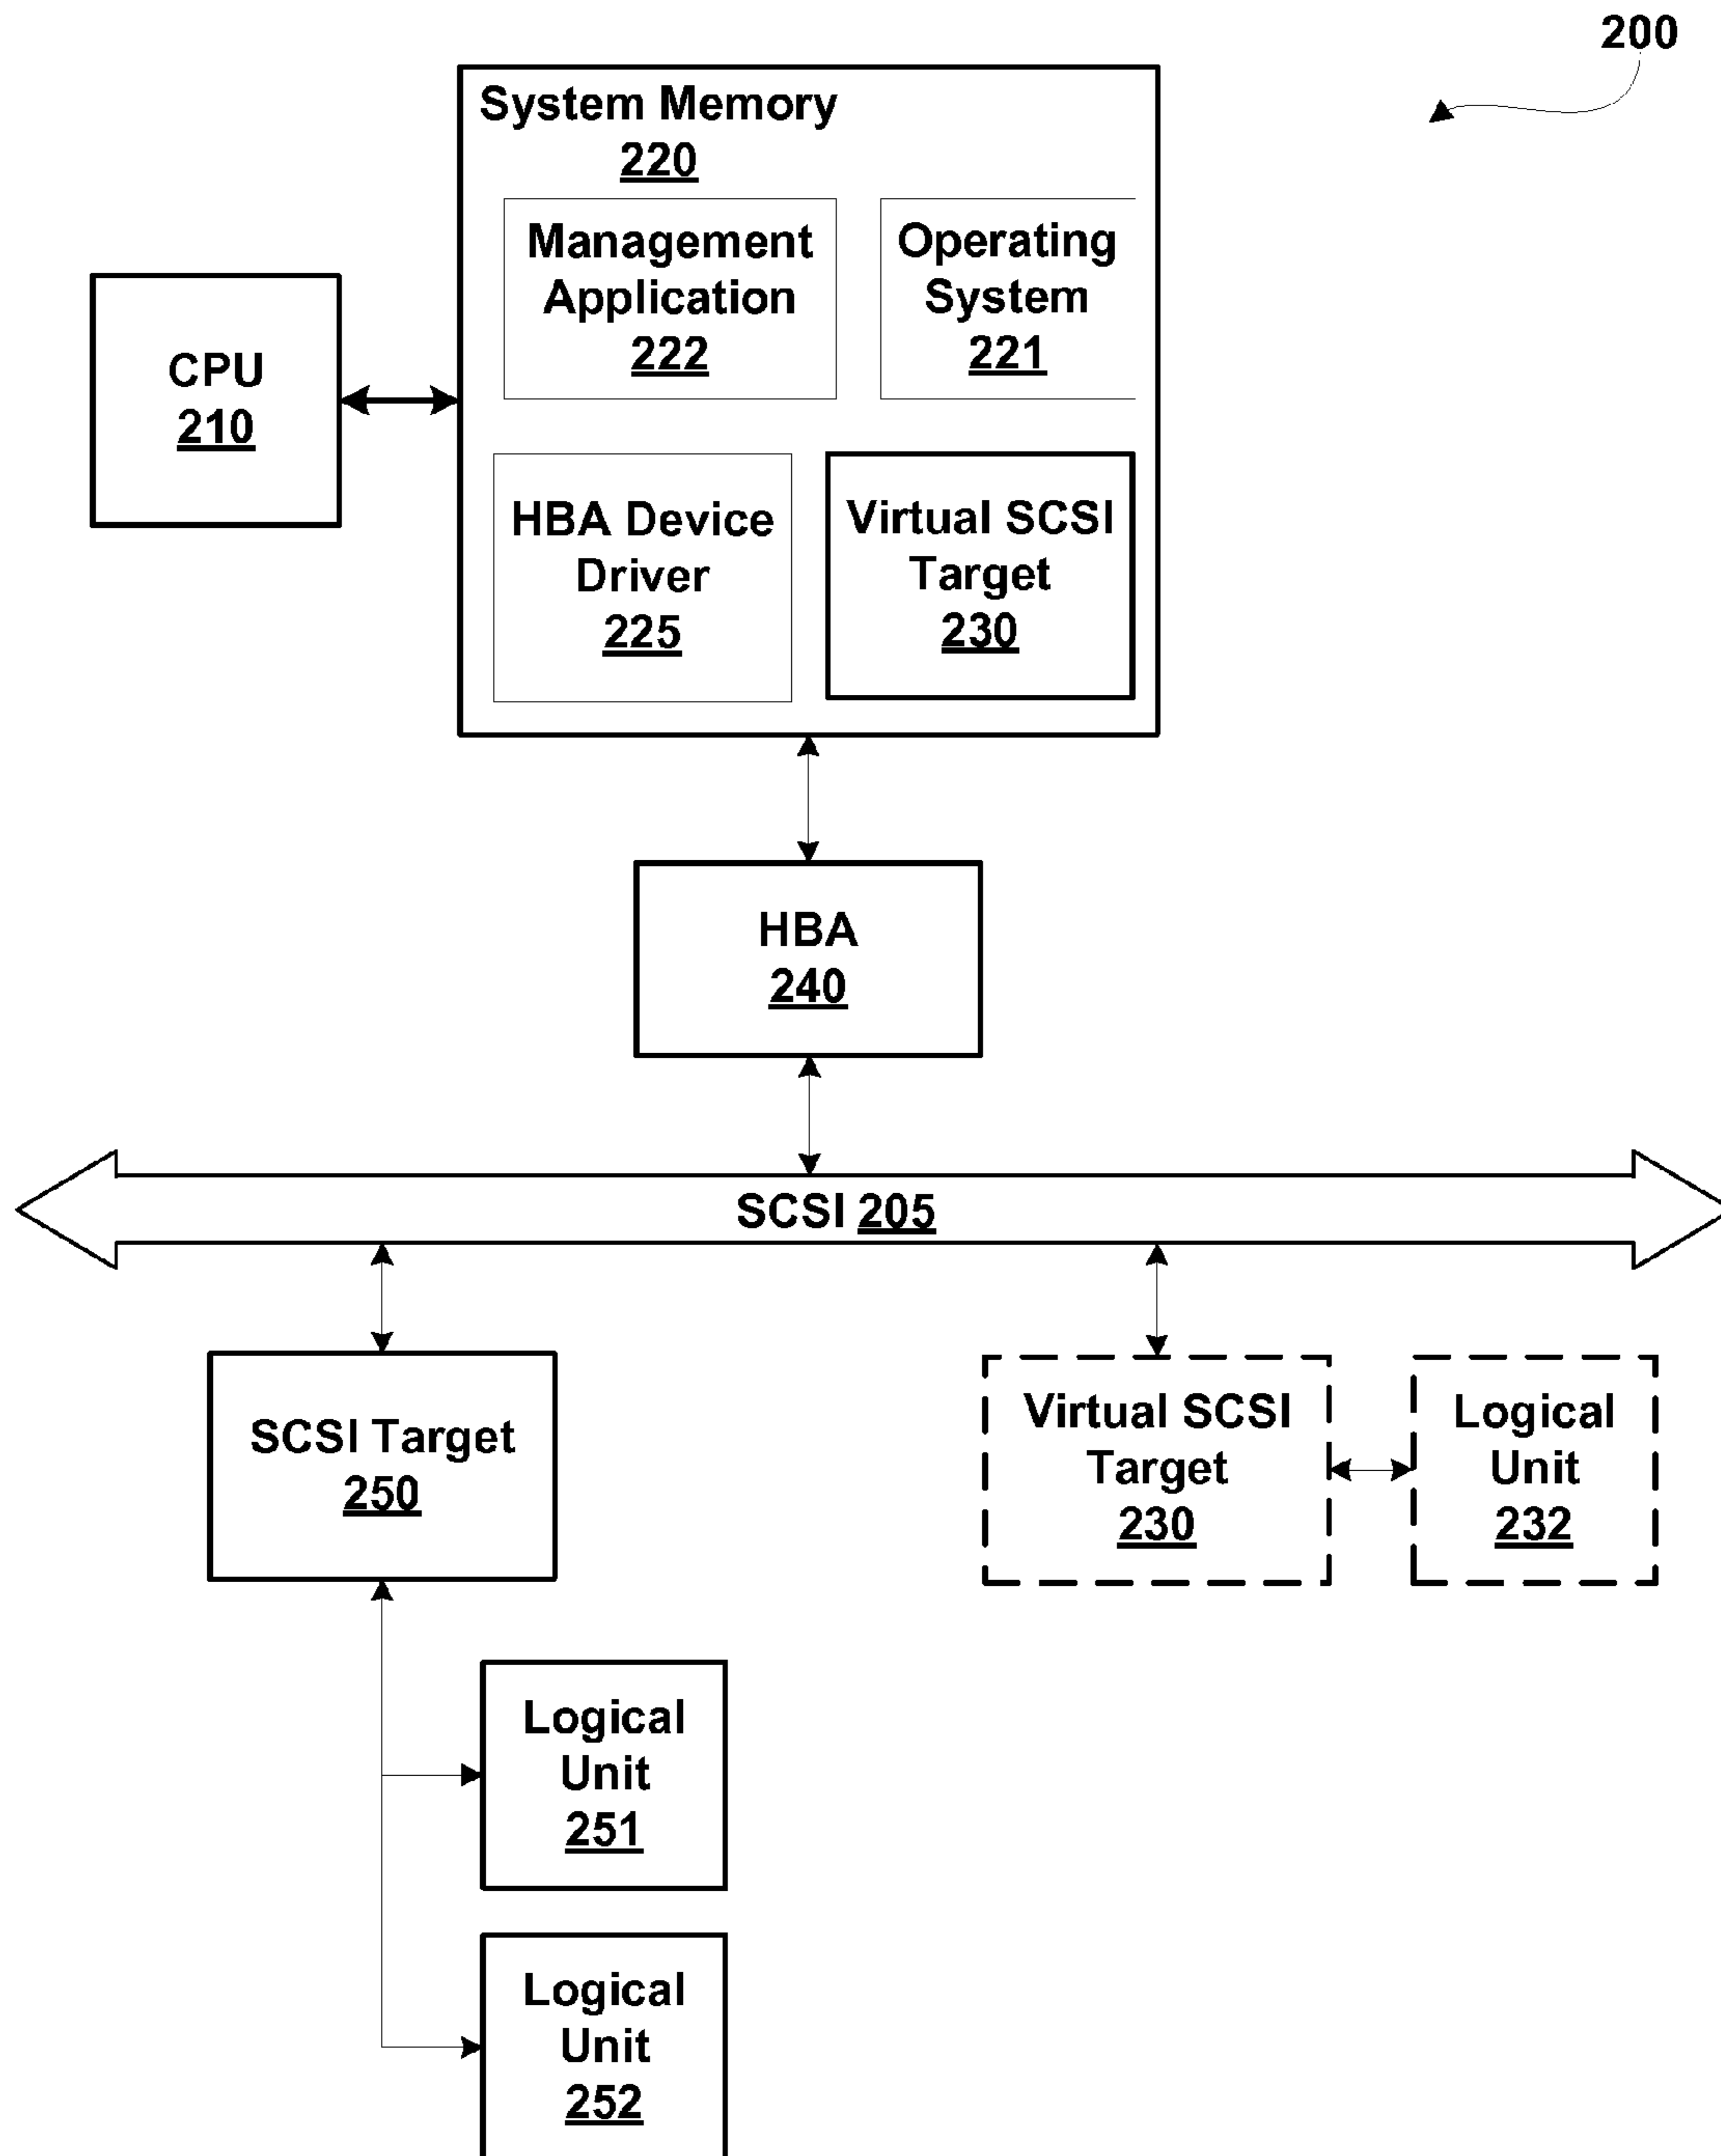 200
System Memory
220
Management
Application
222
Operating
System
221
CPU
210
HBA Device
Driver
225
Virtual SCSI
Target
230
HBA
240
SCSI 205
SCSI Target
250
Virtual SCSI
Target
230
Logical
Unit
232
Logical
Unit
251
Logical
Unit
252